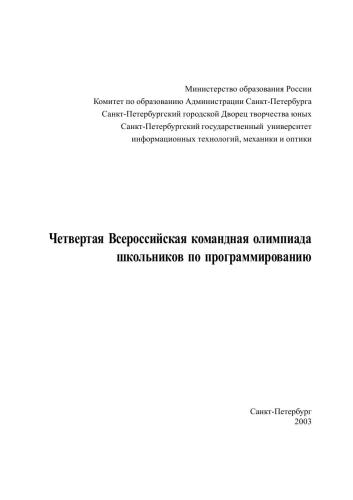 Министерство образования России
Комитет по образованию Администрации Санкт-Петербурга
Санкт-Петербургский городской Дворец творчества юных
Санкт-Петербургский государственный университет
информационных технологий, механики и оптики
Четвертая Всероссийская командная олимпиада
школьников по программированию
Санкт-Петербург
2003